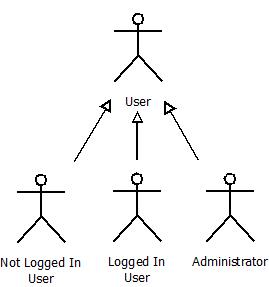 User
Not Logged In
User
Logged In
User
Administrator